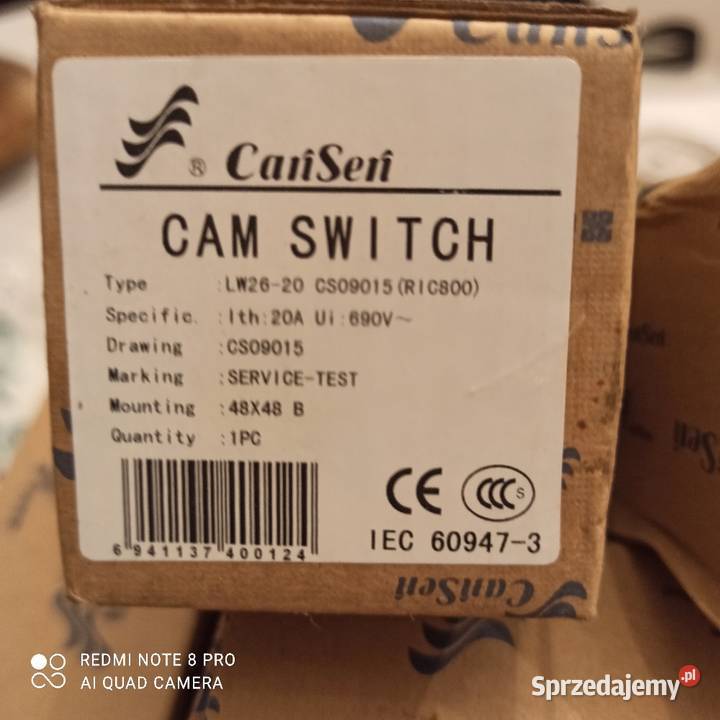 CanSen
® CanSen
CAM SWITCH
Type :LW26-20 CS09015(RIC800)
Specific. :Ith:20A Ui:690V~
Drawing :CS09015
Marking :SERVICE-TEST
Mounting :48X48 B
Quantity :1PC
CE CCC S
6 941137 400124
IEC 60947-3
CanSen
REDMI NOTE 8 PRO
AI QUAD CAMERA
Sprzedajemy.pl